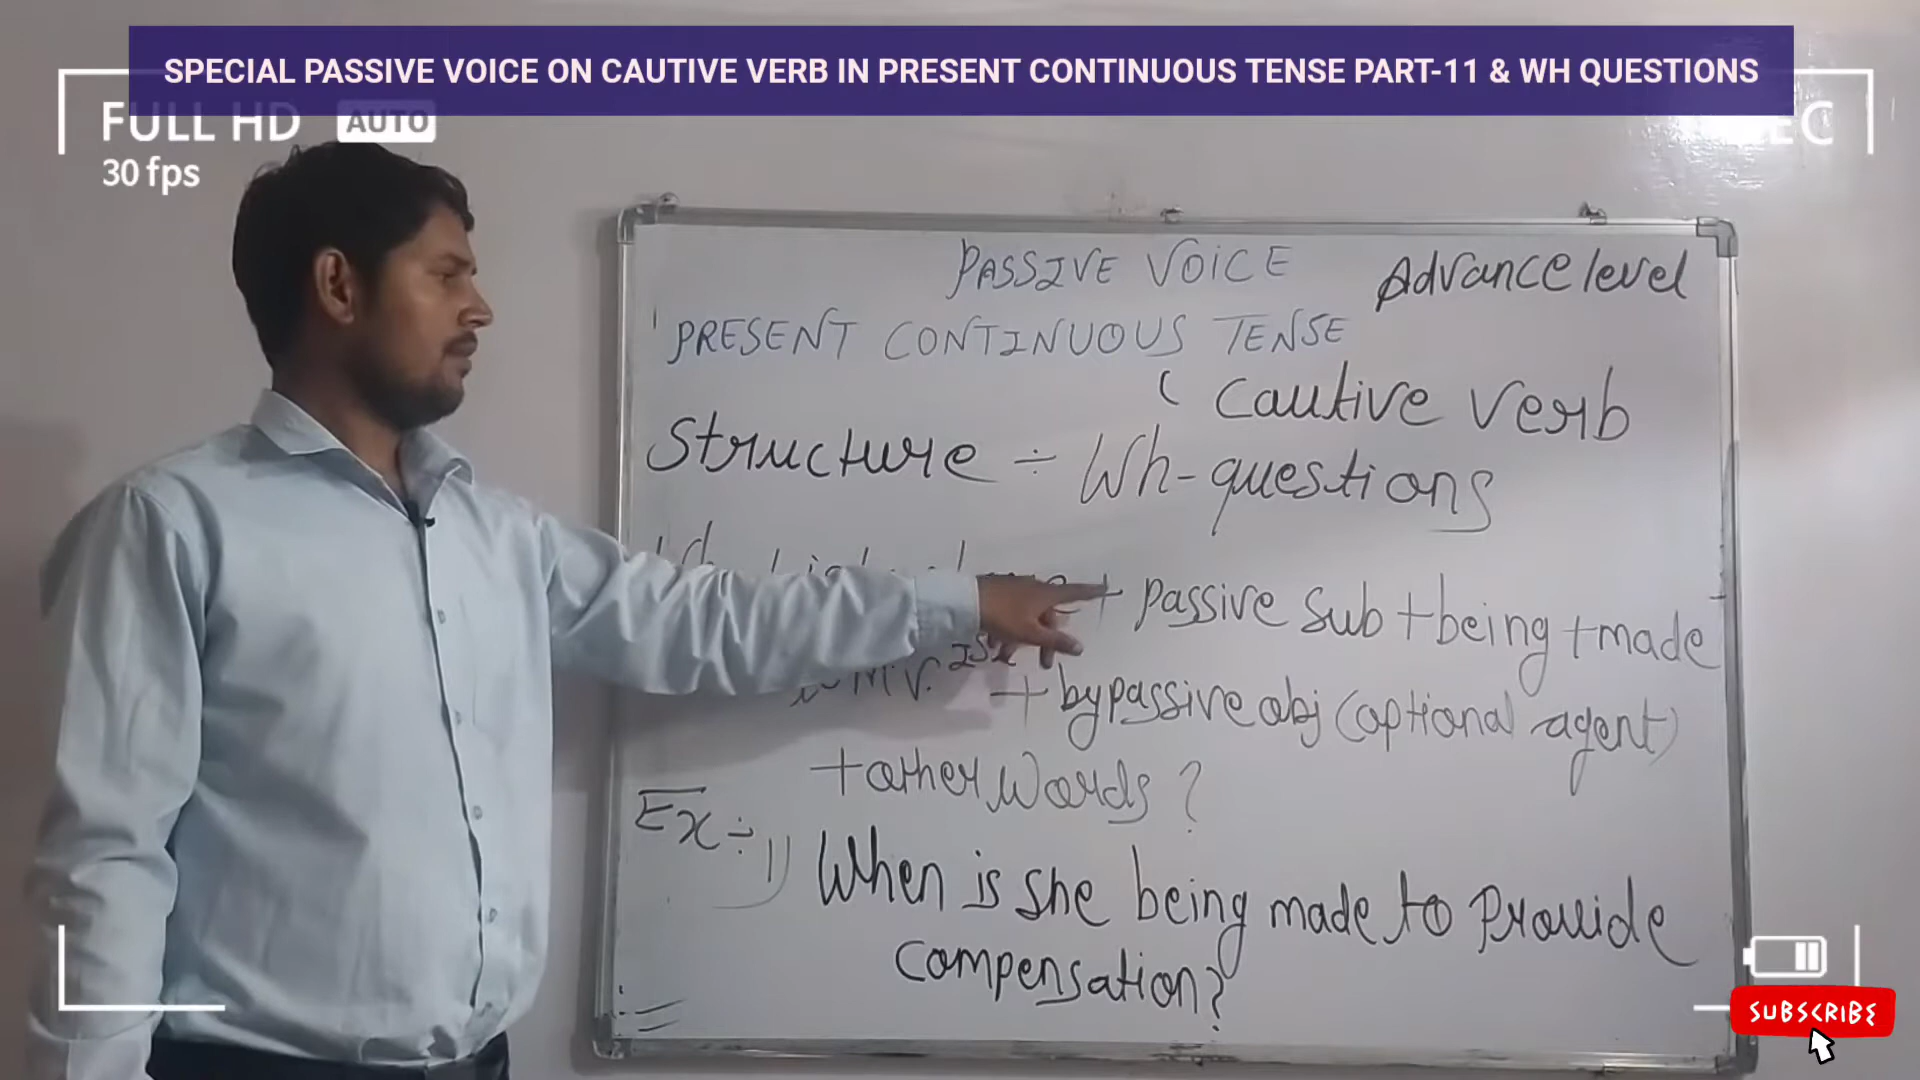 SPECIAL PASSIVE VOICE ON CAUTIVE VERB IN PRESENT CONTINUOUS TENSE PART-11 & WH QUESTIONS
FULL HD AUTO
30 fps
PASSIVE VOICE Advance level
PRESENT CONTINUOUS TENSE
( Cautive verb
Structure ÷ Wh-questions
+ passive sub + being + made
M.V. + by passive obj (optional agent)
+ other words ?
Ex ÷ 1) When is she being made to provide
compensation?
SUBSCRIBE